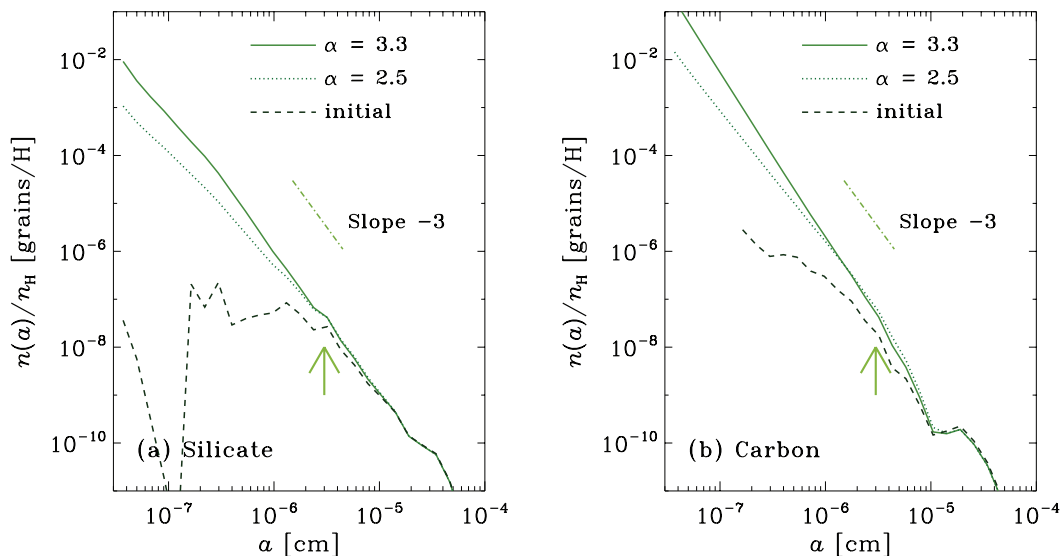 α = 3.3
α = 2.5
initial
Slope −3
(a) Silicate
n(a)/n_H [grains/H]
10⁻²
10⁻⁴
10⁻⁶
10⁻⁸
10⁻¹⁰
10⁻⁷ 10⁻⁶ 10⁻⁵ 10⁻⁴
a [cm]
α = 3.3
α = 2.5
initial
Slope −3
(b) Carbon
n(a)/n_H [grains/H]
10⁻²
10⁻⁴
10⁻⁶
10⁻⁸
10⁻¹⁰
10⁻⁷ 10⁻⁶ 10⁻⁵ 10⁻⁴
a [cm]